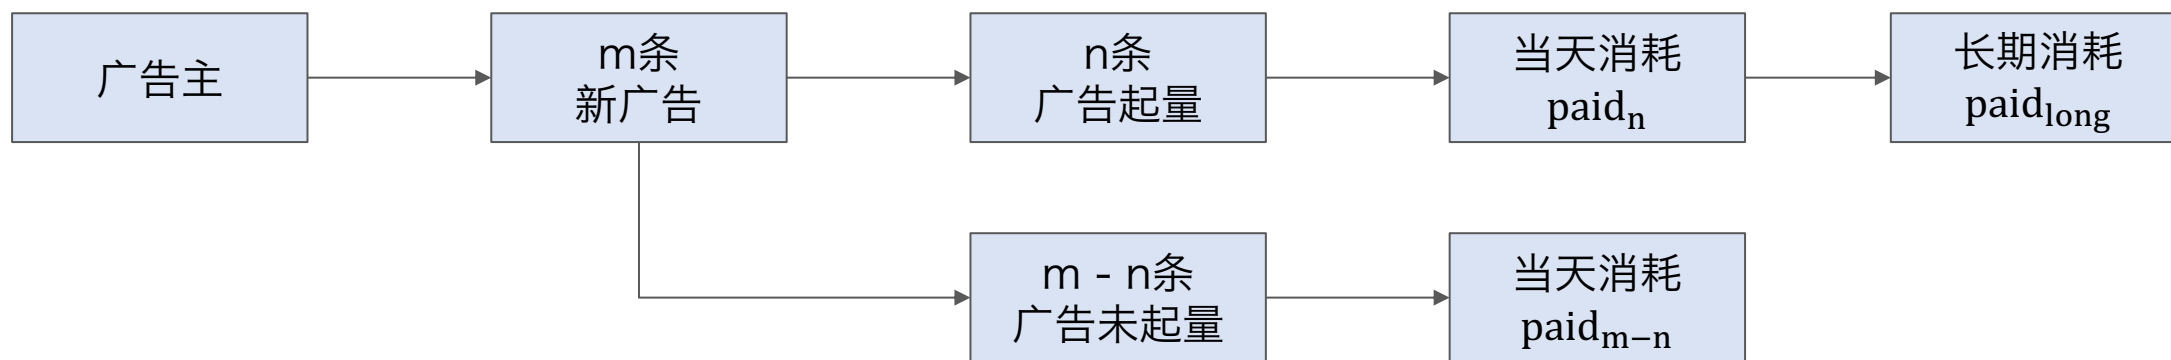 广告主
m条
新广告
n条
广告起量
当天消耗
paidₙ
长期消耗
paid_long
m - n条
广告未起量
当天消耗
paidₘ₋ₙ